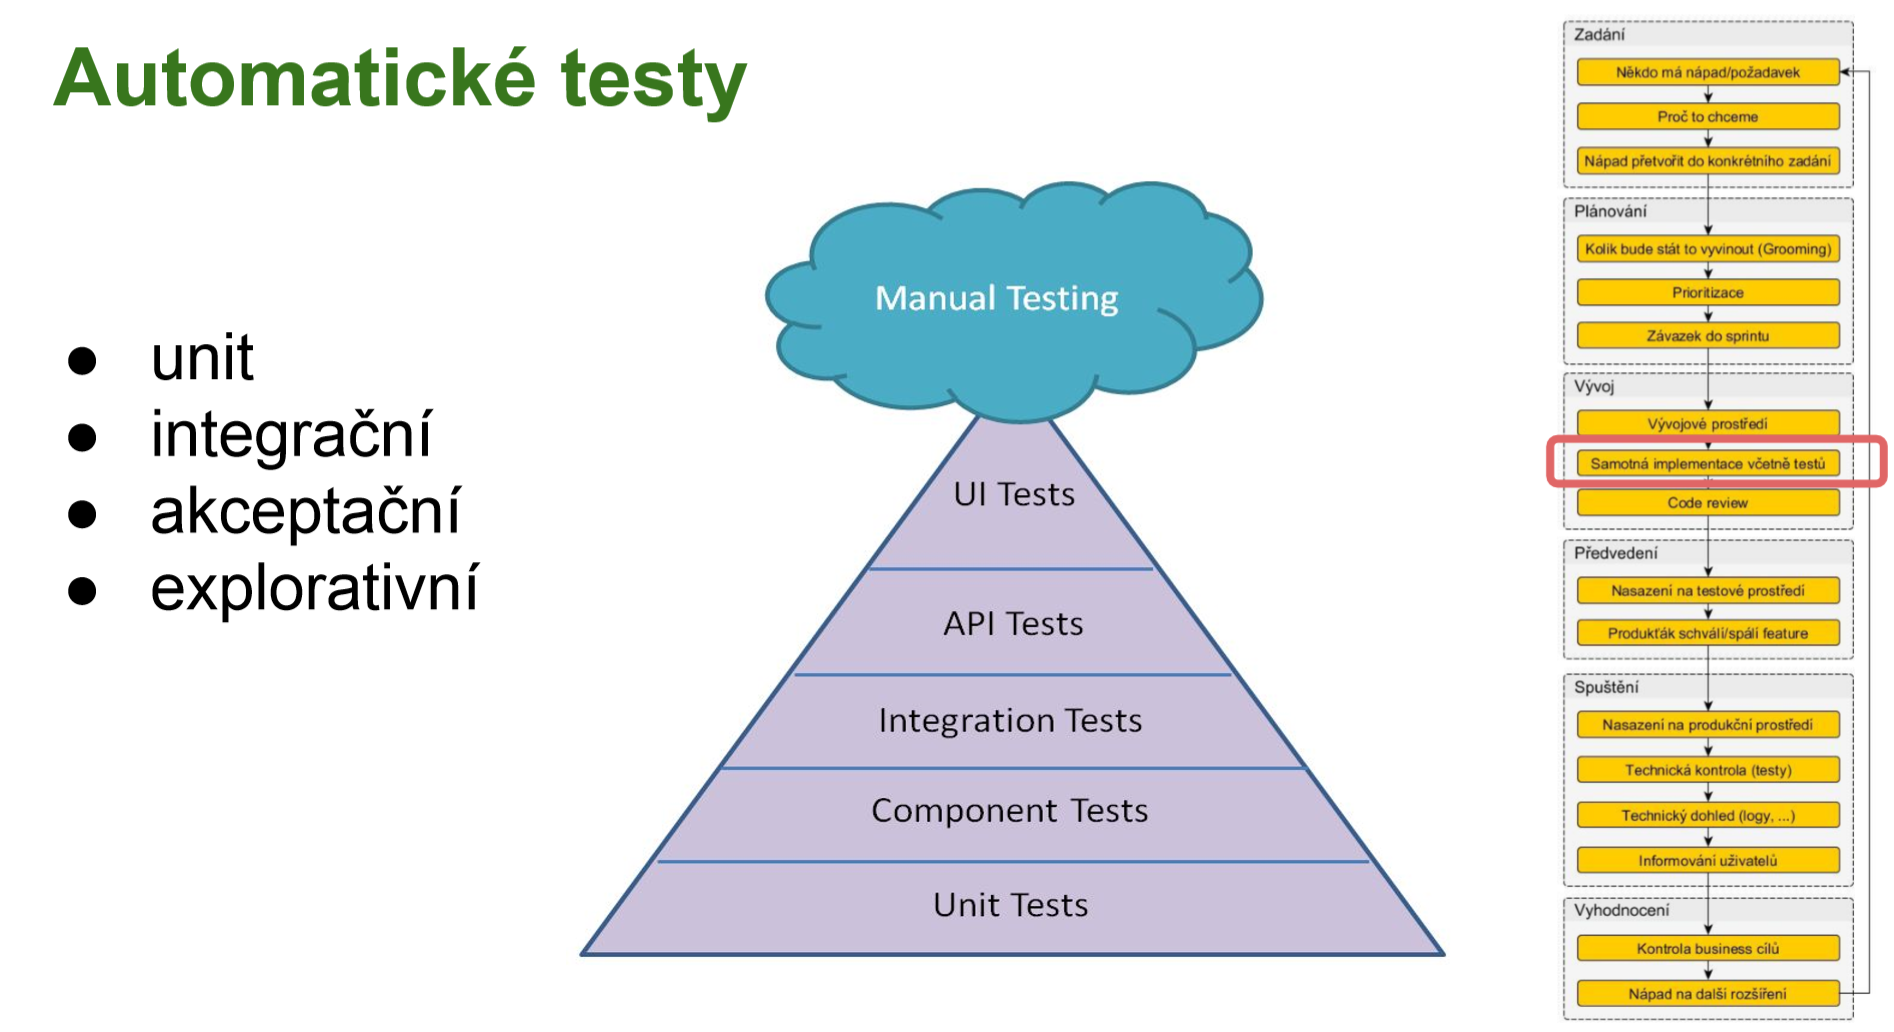 Automatické testy
unit
integrační
akceptační
explorativní
Manual Testing
UI Tests
API Tests
Integration Tests
Component Tests
Unit Tests
Zadání
Někdo má nápad/požadavek
Proč to chceme
Nápad přetvořit do konkrétního zadání
Plánování
Kolik bude stát to vyvinout (Grooming)
Prioritizace
Závazek do sprintu
Vývoj
Vývojové prostředí
Samotná implementace včetně testů
Code review
Předvedení
Nasazení na testové prostředí
Produkťák schválí/spálí feature
Spuštění
Nasazení na produkční prostředí
Technická kontrola (testy)
Technický dohled (logy, ...)
Informování uživatelů
Vyhodnocení
Kontrola business cílů
Nápad na další rozšíření